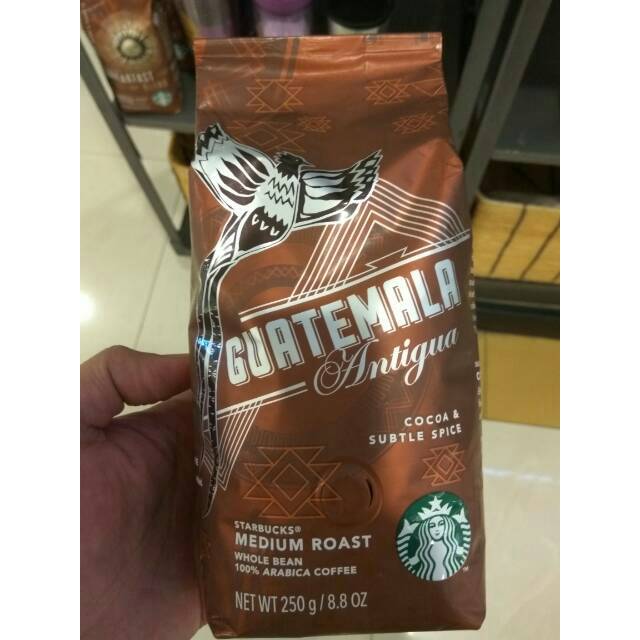 GUATEMALA
Antigua
COCOA &
SUBTLE SPICE
STARBUCKS®
MEDIUM ROAST
WHOLE BEAN
100% ARABICA COFFEE
NET WT 250 g / 8.8 OZ